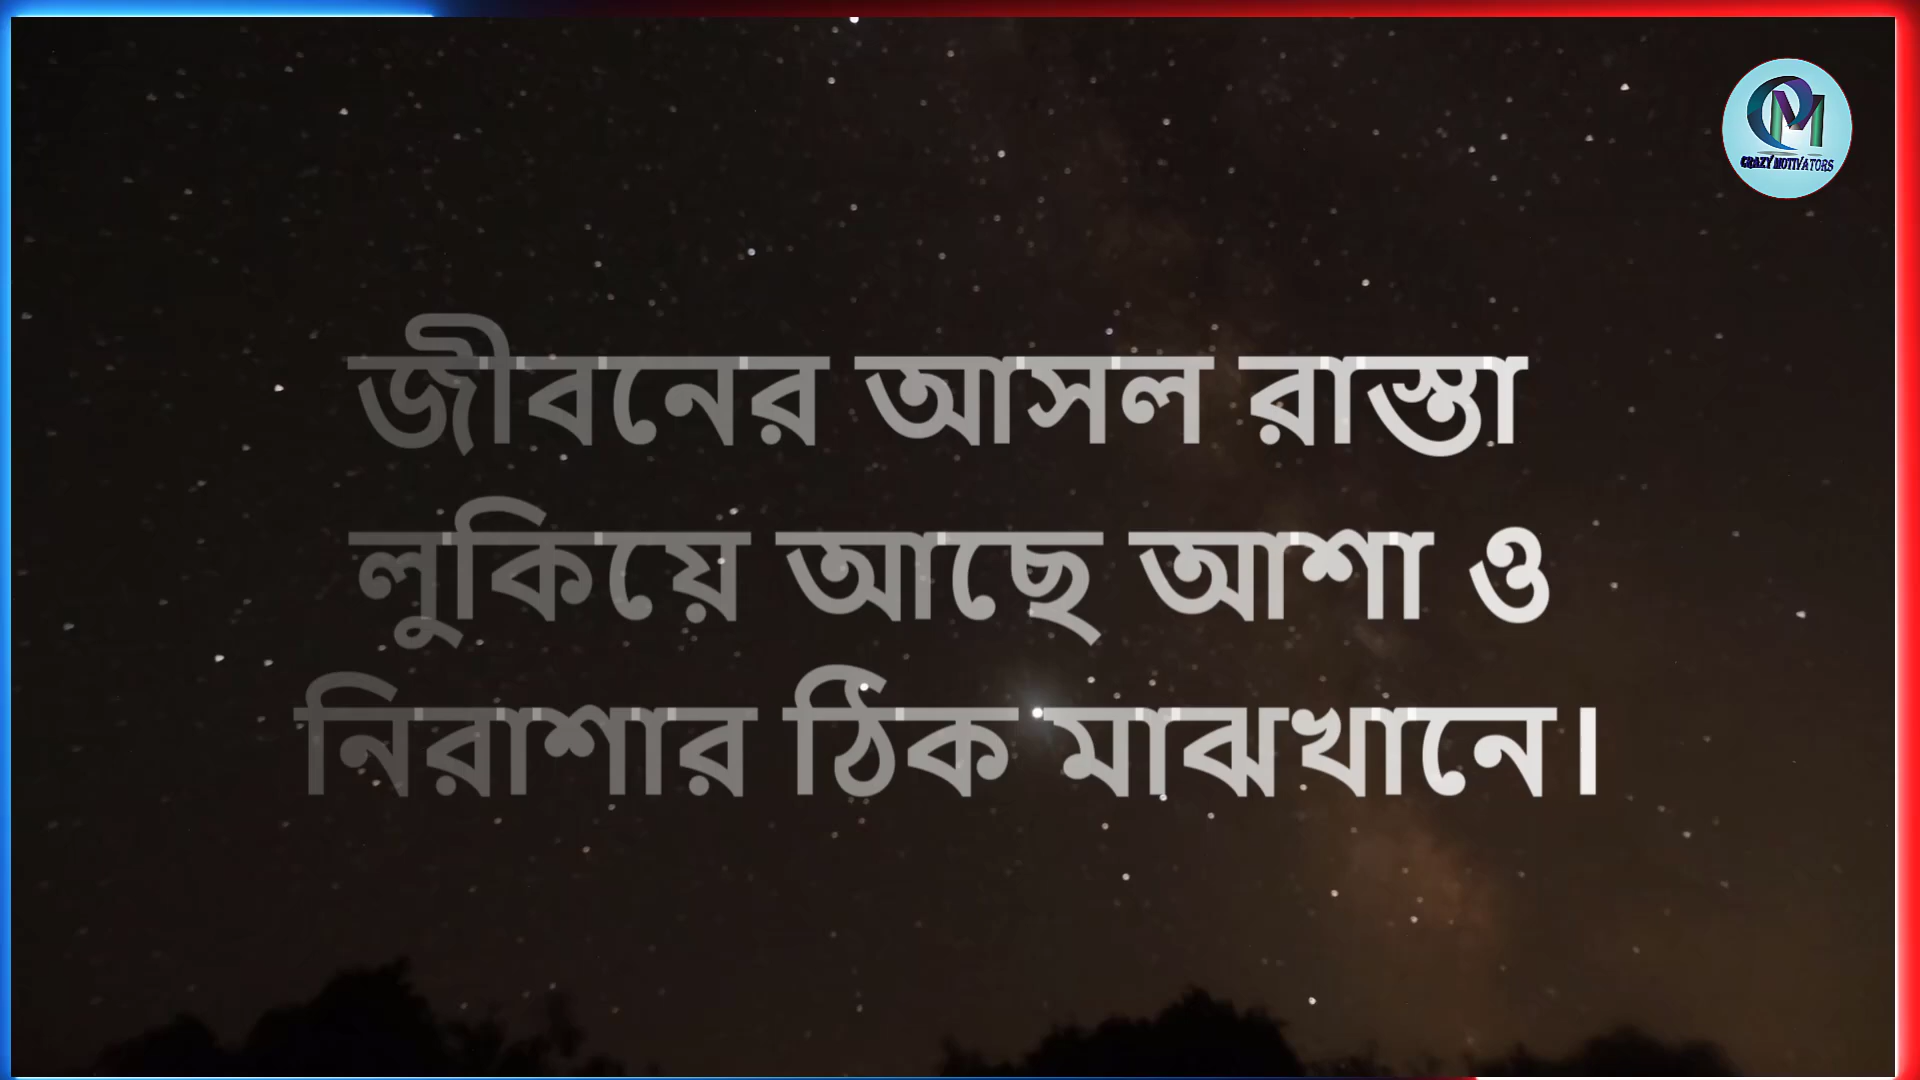 CRAZY MOTIVATORS
জীবনের আসল রাস্তা
লুকিয়ে আছে আশা ও
নিরাশার ঠিক মাঝখানে।